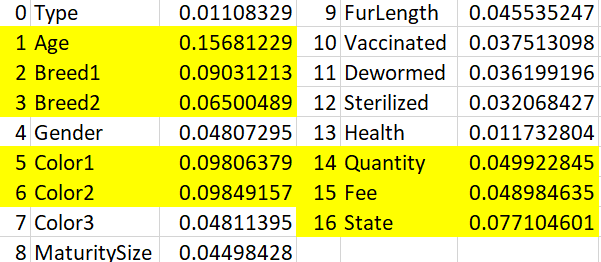 0 Type 0.01108329
1 Age 0.15681229
2 Breed1 0.09031213
3 Breed2 0.06500489
4 Gender 0.04807295
5 Color1 0.09806379
6 Color2 0.09849157
7 Color3 0.04811395
8 MaturitySize 0.04498428
9 FurLength 0.045535247
10 Vaccinated 0.037513098
11 Dewormed 0.036199196
12 Sterilized 0.032068427
13 Health 0.011732804
14 Quantity 0.049922845
15 Fee 0.048984635
16 State 0.077104601